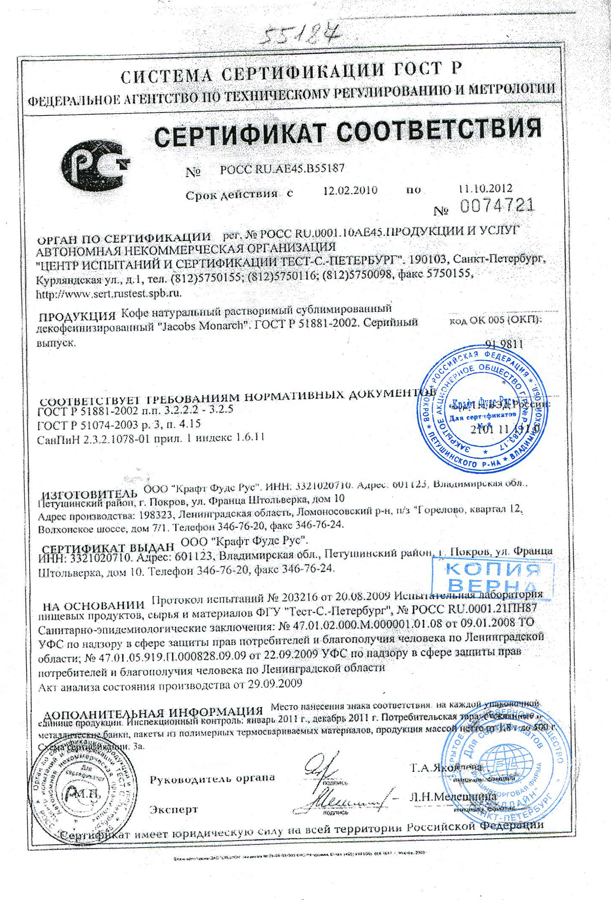 55187
СИСТЕМА СЕРТИФИКАЦИИ ГОСТ Р
ФЕДЕРАЛЬНОЕ АГЕНТСТВО ПО ТЕХНИЧЕСКОМУ РЕГУЛИРОВАНИЮ И МЕТРОЛОГИИ
СЕРТИФИКАТ СООТВЕТСТВИЯ
№ РОСС RU.АЕ45.В55187
Срок действия с 12.02.2010 по 11.10.2012
№ 0074721
ОРГАН ПО СЕРТИФИКАЦИИ рег. № РОСС RU.0001.10АЕ45.ПРОДУКЦИИ И УСЛУГ
АВТОНОМНАЯ НЕКОММЕРЧЕСКАЯ ОРГАНИЗАЦИЯ
"ЦЕНТР ИСПЫТАНИЙ И СЕРТИФИКАЦИИ ТЕСТ-С.-ПЕТЕРБУРГ". 190103, Санкт-Петербург,
Курляндская ул., д.1, тел. (812)5750155; (812)5750116; (812)5750098, факс 5750155,
http://www.sert.rustest.spb.ru.
ПРОДУКЦИЯ Кофе натуральный растворимый сублимированный
декофеинизированный "Jacobs Monarch". ГОСТ Р 51881-2002. Серийный
выпуск.
код ОК 005 (ОКП):
91 9811
СООТВЕТСТВУЕТ ТРЕБОВАНИЯМ НОРМАТИВНЫХ ДОКУМЕНТОВ
ГОСТ Р 51881-2002 п.п. 3.2.2.2 - 3.2.5
ГОСТ Р 51074-2003 р. 3, п. 4.15
СанПиН 2.3.2.1078-01 прил. 1 индекс 1.6.11
код ТН ВЭД России:
2101 11
Крафт Фудс Рус
Для сертификатов
ИЗГОТОВИТЕЛЬ ООО "Крафт Фудс Рус". ИНН: 3321020710. Адрес: 601123, Владимирская обл.,
Петушинский район, г. Покров, ул. Франца Штольверка, дом 10
Адрес производства: 198323, Ленинградская область, Ломоносовский р-н, п/з "Горелово, квартал 12,
Волхонское шоссе, дом 7/1. Телефон 346-76-20, факс 346-76-24.
СЕРТИФИКАТ ВЫДАН ООО "Крафт Фудс Рус".
ИНН: 3321020710. Адрес: 601123, Владимирская обл., Петушинский район, г. Покров, ул. Франца
Штольверка, дом 10. Телефон 346-76-20, факс 346-76-24.
КОПИЯ
ВЕРНА
НА ОСНОВАНИИ Протокол испытаний № 203216 от 20.08.2009 Испытательная лаборатория
пищевых продуктов, сырья и материалов ФГУ "Тест-С.-Петербург", № РОСС RU.0001.21ПН87
Санитарно-эпидемиологические заключения: № 47.01.02.000.М.000001.01.08 от 09.01.2008 ТО
УФС по надзору в сфере защиты прав потребителей и благополучия человека по Ленинградской
области; № 47.01.05.919.П.000828.09.09 от 22.09.2009 УФС по надзору в сфере защиты прав
потребителей и благополучия человека по Ленинградской области
Акт анализа состояния производства от 29.09.2009
ДОПОЛНИТЕЛЬНАЯ ИНФОРМАЦИЯ Место нанесения знака соответствия: на каждой упаковочной
единице продукции. Инспекционный контроль: январь 2011 г., декабрь 2011 г. Потребительская тара: стеклянные,
металлические банки, пакеты из полимерных термосвариваемых материалов, продукция массой нетто от 1,8 г до 500 г.
Схема сертификации: 3а.
М.П.
Руководитель органа Т.А.Яковлева
подпись
Эксперт Л.Н.Мелешнина
подпись
Сертификат имеет юридическую силу на всей территории Российской Федерации